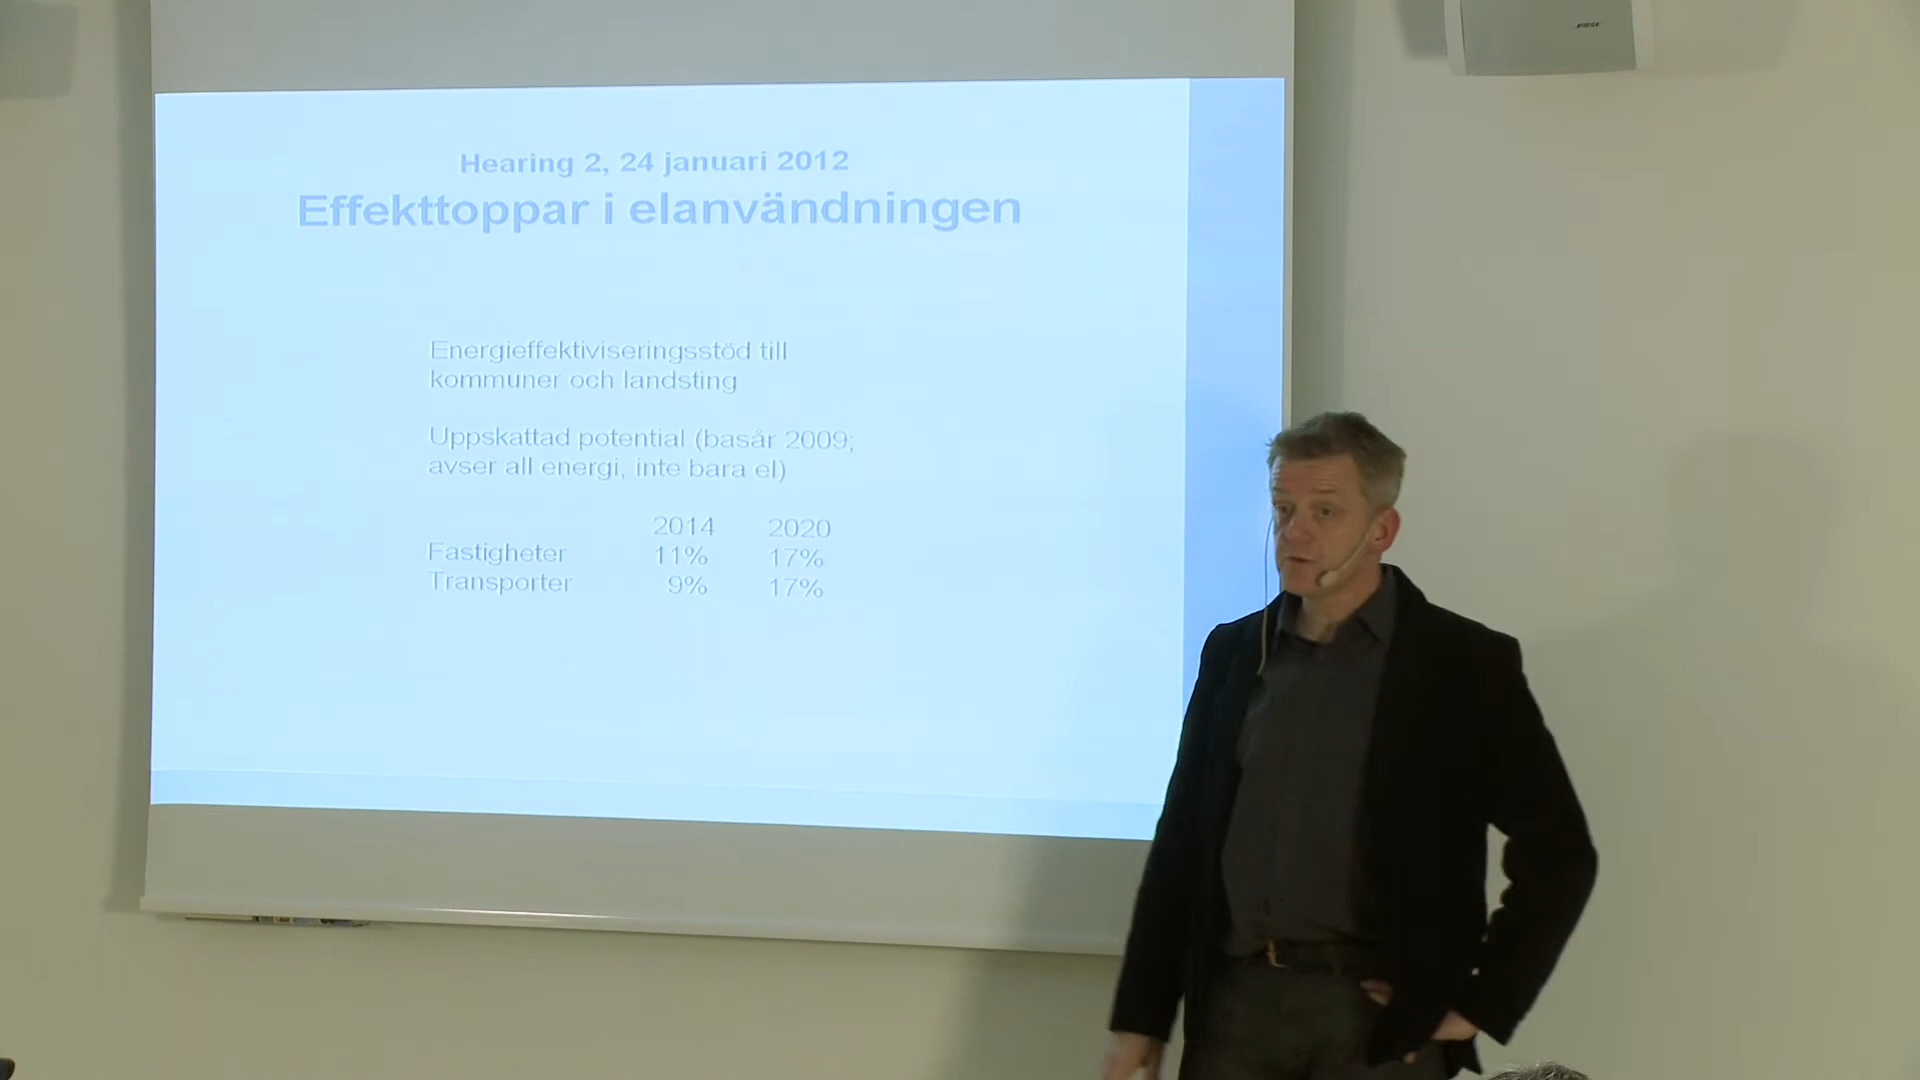 Hearing 2, 24 januari 2012
Effekttoppar i elanvändningen
Energieffektiviseringsstöd till
kommuner och landsting
Uppskattad potential (basår 2009;
avser all energi, inte bara el)
2014 2020
Fastigheter 11% 17%
Transporter 9% 17%
BOSE